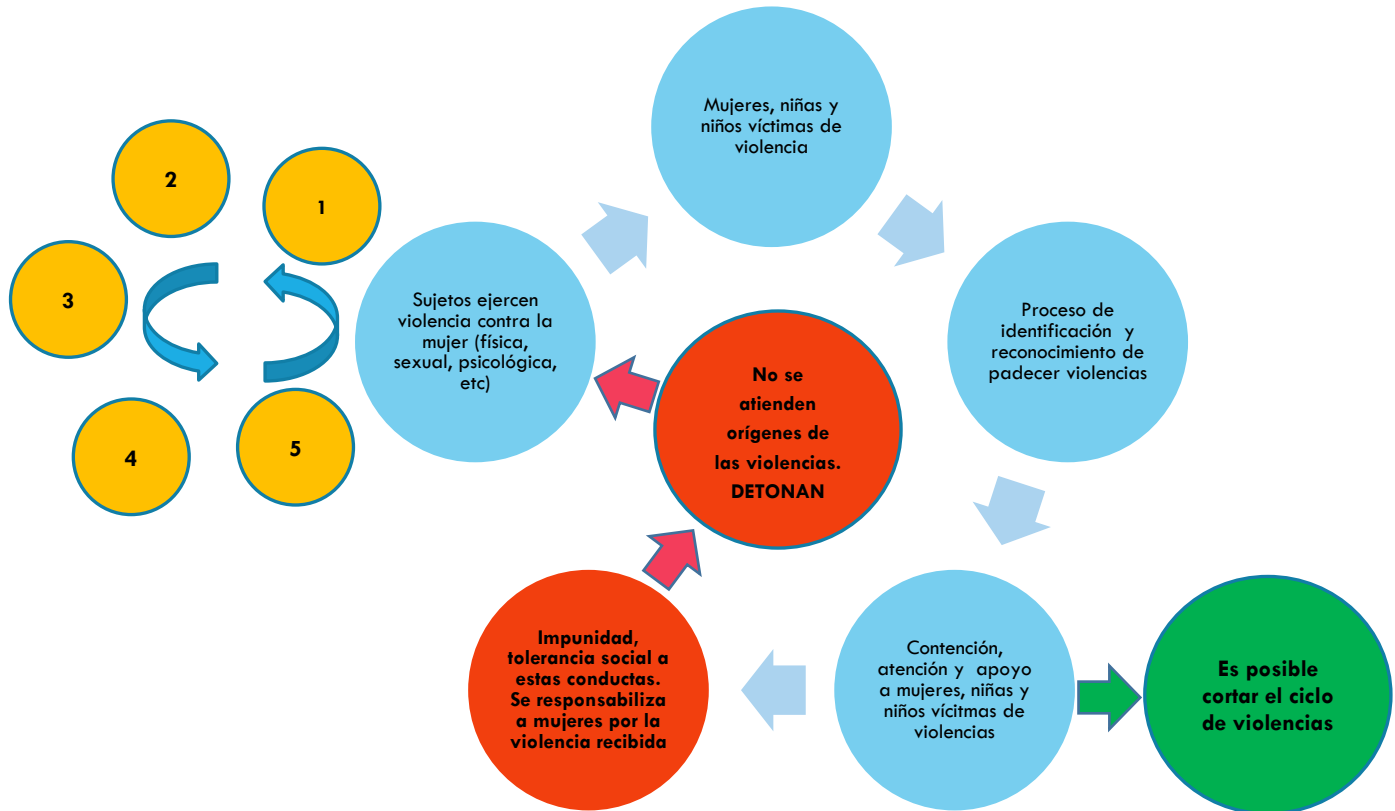 Mujeres, niñas y
niños víctimas de
violencia
2
1
3
4
5
Sujetos ejercen
violencia contra la
mujer (física,
sexual, psicológica,
etc)
Proceso de
identificación y
reconocimiento de
padecer violencias
No se
atienden
orígenes de
las violencias.
DETONAN
Impunidad,
tolerancia social a
estas conductas.
Se responsabiliza
a mujeres por la
violencia recibida
Contención,
atención y apoyo
a mujeres, niñas y
niños vícitmas de
violencias
Es posible
cortar el ciclo
de violencias